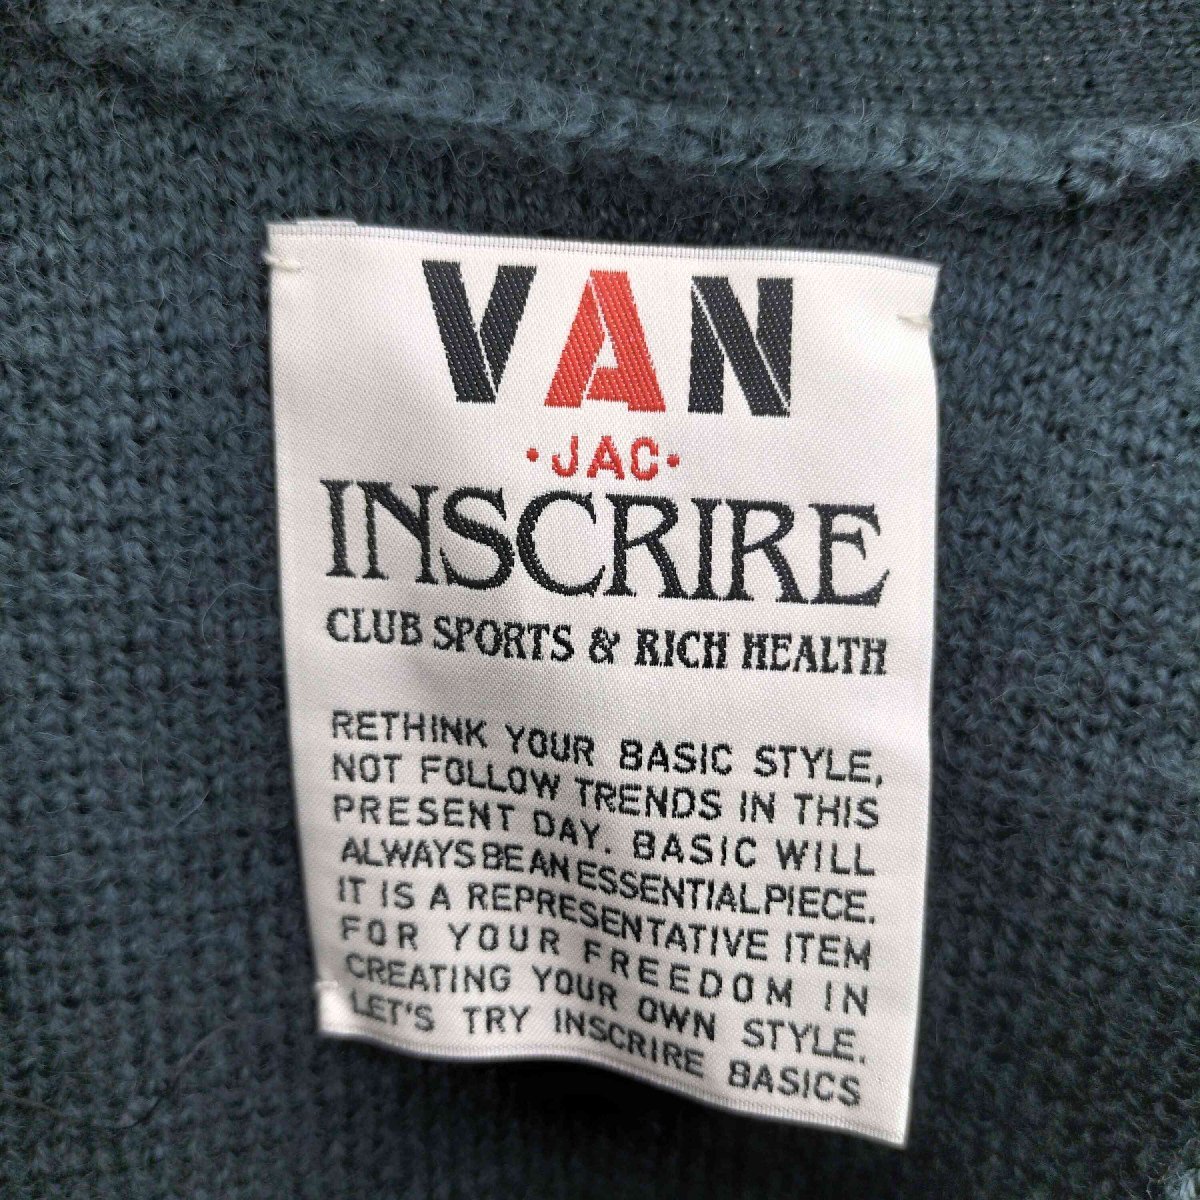 VAN
·JAC·
INSCRIRE
CLUB SPORTS & RICH HEALTH
RETHINK YOUR BASIC STYLE,
NOT FOLLOW TRENDS IN THIS
PRESENT DAY. BASIC WILL
ALWAYS BE AN ESSENTIAL PIECE.
IT IS A REPRESENTATIVE ITEM
FOR YOUR FREEDOM IN
CREATING YOUR OWN STYLE.
LET'S TRY INSCRIRE BASICS